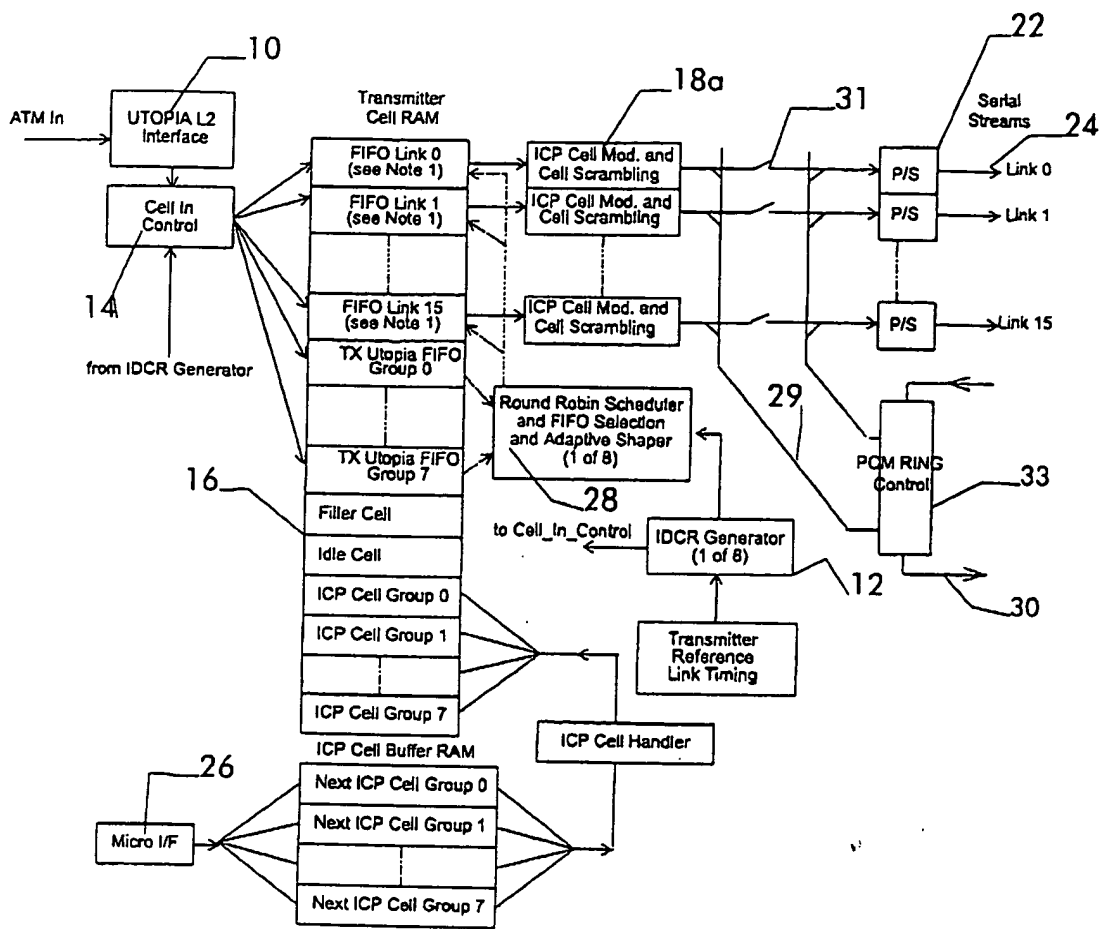 10
22
18a
31
24
ATM In
UTOPIA L2
Interface
Transmitter
Cell RAM
Serial
Streams
FIFO Link 0
(see Note 1)
ICP Cell Mod. and
Cell Scrambling
P/S
Link 0
Cell In
Control
FIFO Link 1
(see Note 1)
ICP Cell Mod. and
Cell Scrambling
P/S
Link 1
14
FIFO Link 15
(see Note 1)
ICP Cell Mod. and
Cell Scrambling
P/S
Link 15
from IDCR Generator
TX Utopia FIFO
Group 0
Round Robin Scheduler
and FIFO Selection
and Adaptive Shaper
(1 of 8)
29
PCM RING
Control
33
TX Utopia FIFO
Group 7
16
28
Filler Cell
to Cell_In_Control
IDCR Generator
(1 of 8)
Idle Cell
12
30
ICP Cell Group 0
ICP Cell Group 1
Transmitter
Reference
Link Timing
ICP Cell Group 7
ICP Cell Handler
ICP Cell Buffer RAM
26
Next ICP Cell Group 0
Micro I/F
Next ICP Cell Group 1
Next ICP Cell Group 7